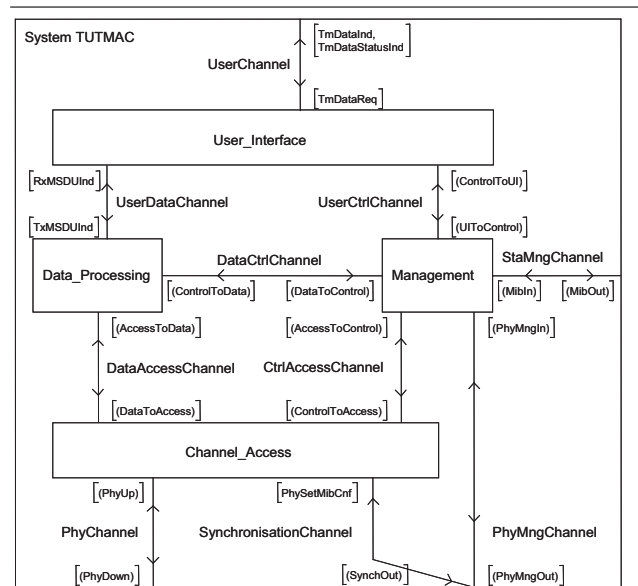 System TUTMAC
[TmDataInd,
TmDataStatusInd]
UserChannel
[TmDataReq]
User_Interface
[RxMSDUInd]
[(ControlToUI)]
UserDataChannel
UserCtrlChannel
[TxMSDUInd]
[(UIToControl)]
DataCtrlChannel
StaMngChannel
Data_Processing
Management
[(ControlToData)]
[(DataToControl)]
[(MibIn)]
[(MibOut)]
[(AccessToData)]
[(AccessToControl)]
[(PhyMngIn)]
DataAccessChannel
CtrlAccessChannel
[(DataToAccess)]
[(ControlToAccess)]
Channel_Access
[(PhyUp)]
[PhySetMibCnf]
PhyChannel
SynchronisationChannel
PhyMngChannel
[(PhyDown)]
[(SynchOut)]
[(PhyMngOut)]